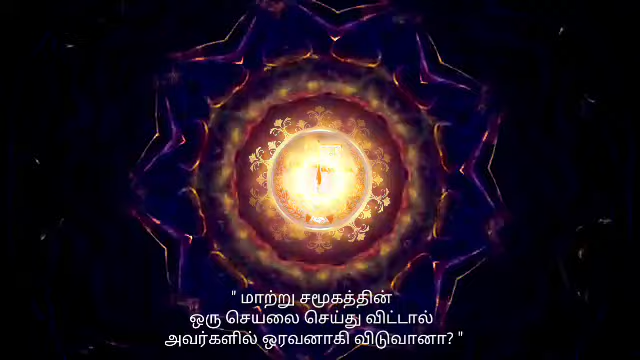 " மாற்று சமூகத்தின்
ஒரு செயலை செய்து விட்டால்
அவர்களில் ஒரவனாகி விடுவானா? "